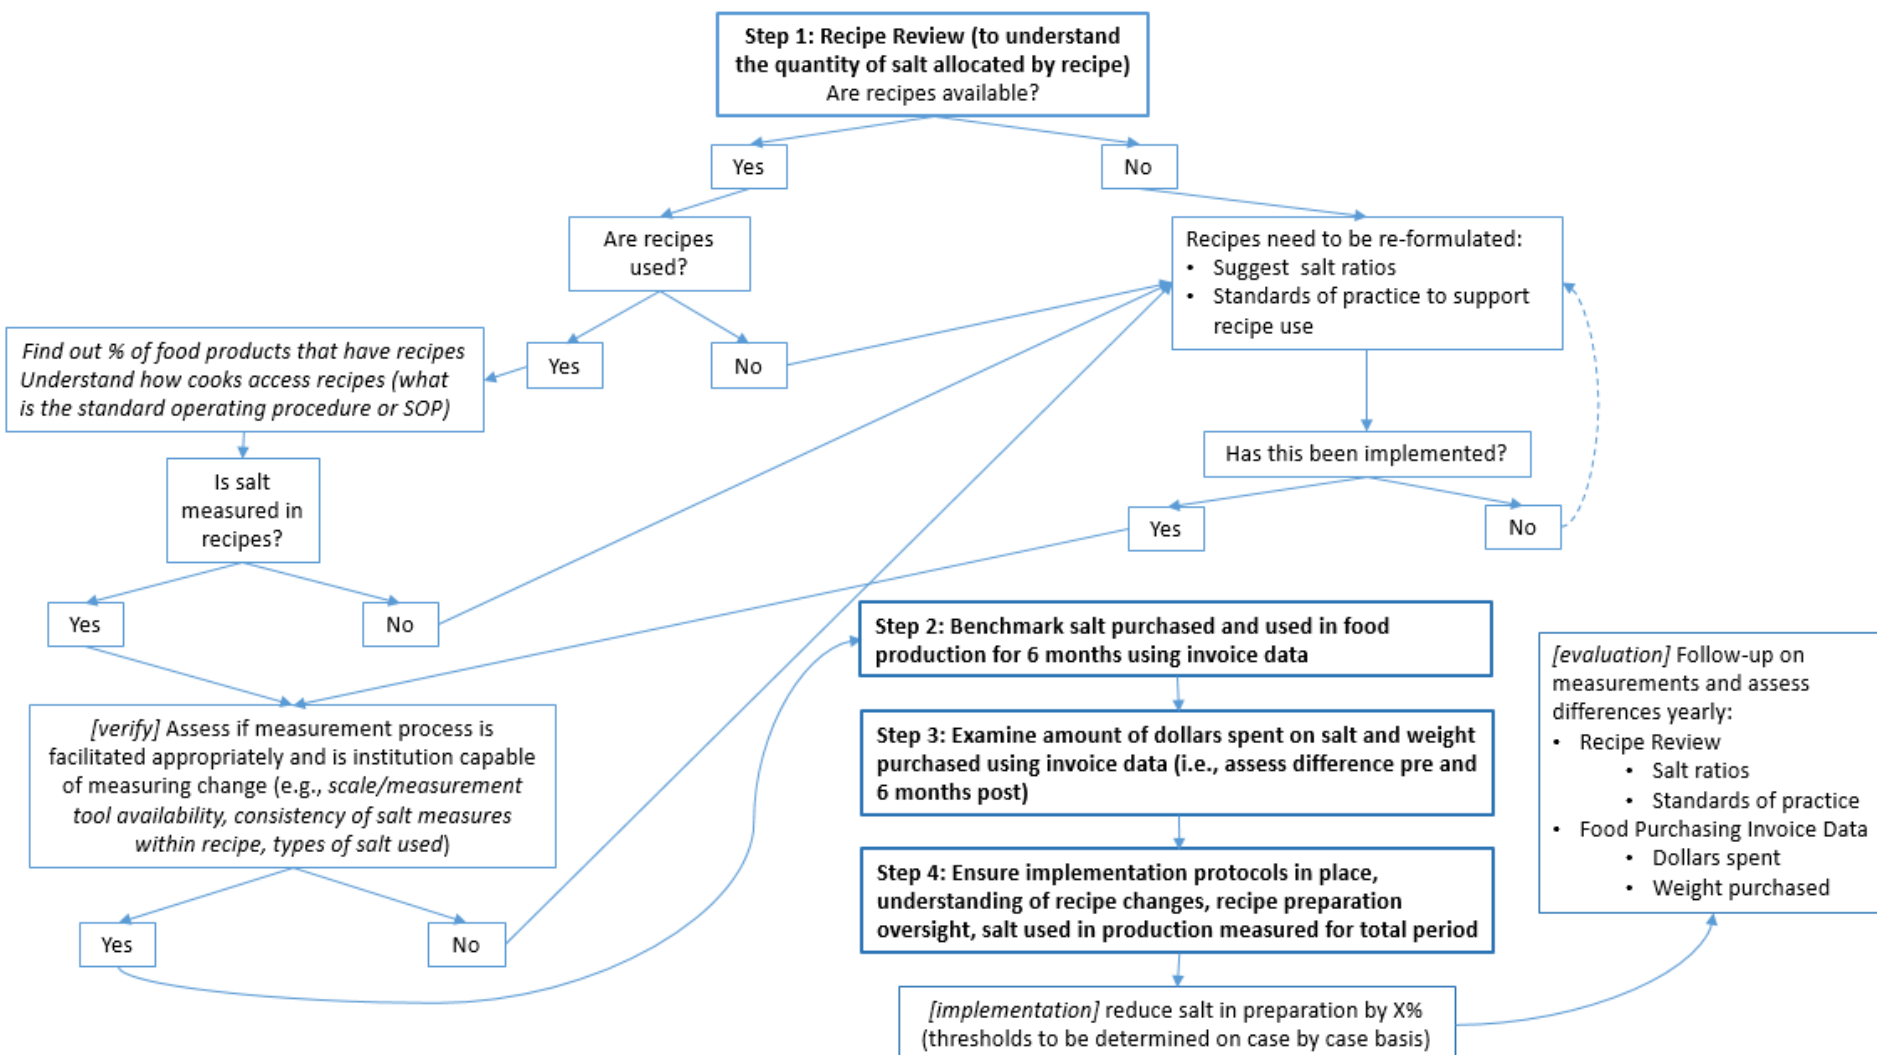 Step 1: Recipe Review (to understand
the quantity of salt allocated by recipe)
Are recipes available?
Yes
No
Are recipes
used?
Recipes need to be re-formulated:
• Suggest salt ratios
• Standards of practice to support
recipe use
Yes
No
Find out % of food products that have recipes
Understand how cooks access recipes (what
is the standard operating procedure or SOP)
Has this been implemented?
Is salt
measured in
recipes?
Yes
No
Yes
No
Step 2: Benchmark salt purchased and used in food
production for 6 months using invoice data
[verify] Assess if measurement process is
facilitated appropriately and is institution capable
of measuring change (e.g., scale/measurement
tool availability, consistency of salt measures
within recipe, types of salt used)
Step 3: Examine amount of dollars spent on salt and weight
purchased using invoice data (i.e., assess difference pre and
6 months post)
[evaluation] Follow-up on
measurements and assess
differences yearly:
• Recipe Review
• Salt ratios
• Standards of practice
• Food Purchasing Invoice Data
• Dollars spent
• Weight purchased
Step 4: Ensure implementation protocols in place,
understanding of recipe changes, recipe preparation
oversight, salt used in production measured for total period
Yes
No
[implementation] reduce salt in preparation by X%
(thresholds to be determined on case by case basis)